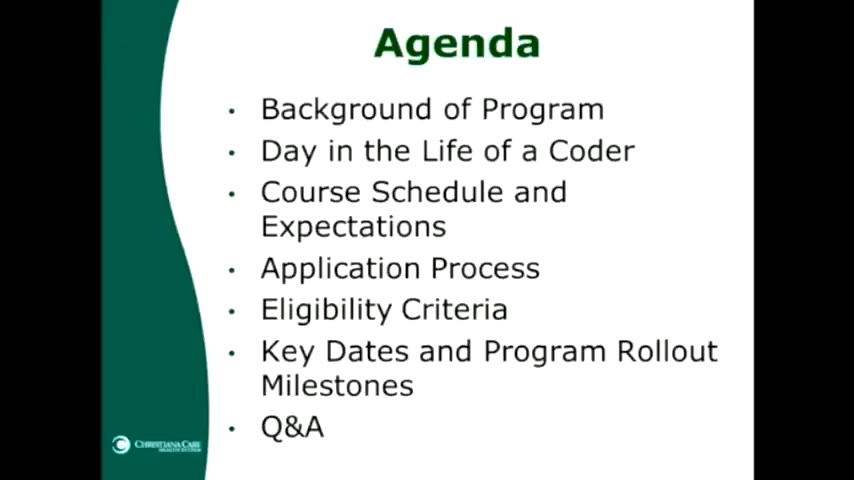 Agenda
• Background of Program
• Day in the Life of a Coder
• Course Schedule and
Expectations
• Application Process
• Eligibility Criteria
• Key Dates and Program Rollout
Milestones
• Q&A
CHRISTIANA CARE
HEALTH SYSTEM